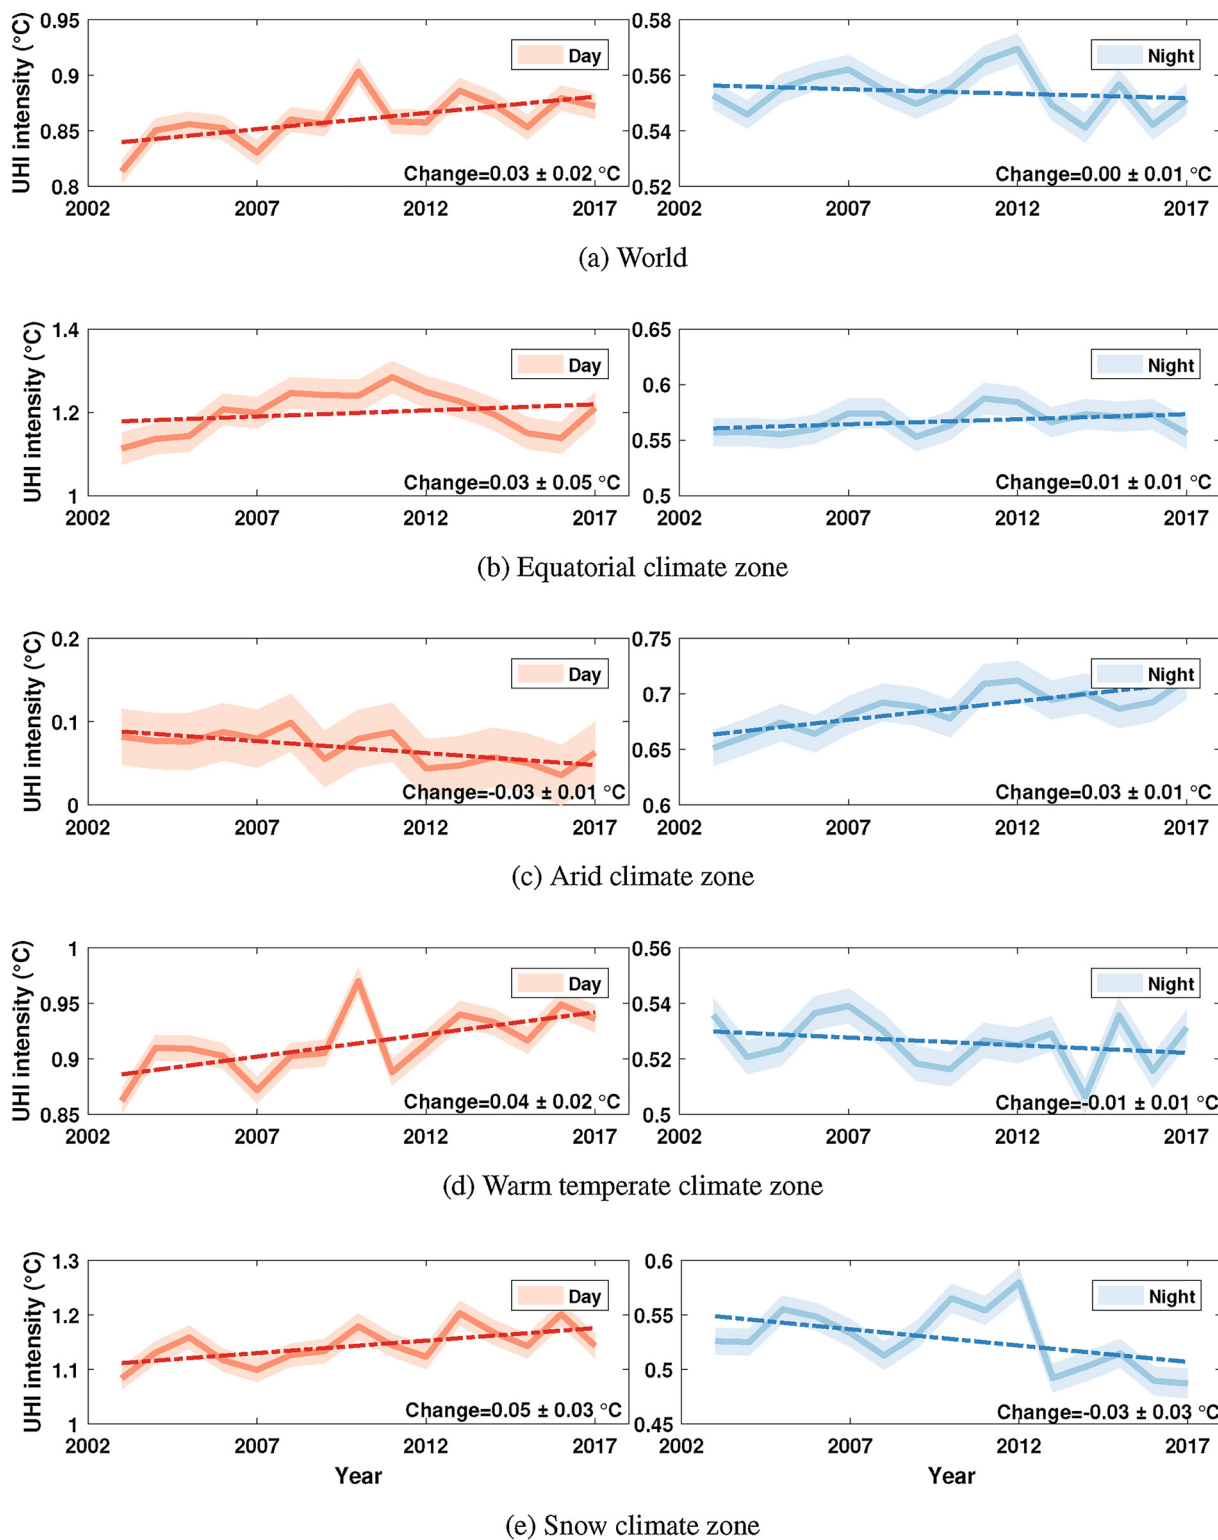 UHI intensity (°C)
0.95
0.9
0.85
0.8
Day
Change=0.03 ± 0.02 °C
2002 2007 2012 2017
0.58
0.56
0.54
0.52
Night
Change=0.00 ± 0.01 °C
2002 2007 2012 2017
(a) World
UHI intensity (°C)
1.4
1.2
1
Day
Change=0.03 ± 0.05 °C
2002 2007 2012 2017
0.65
0.6
0.55
0.5
Night
Change=0.01 ± 0.01 °C
2002 2007 2012 2017
(b) Equatorial climate zone
UHI intensity (°C)
0.2
0.1
0
Day
Change=-0.03 ± 0.01 °C
2002 2007 2012 2017
0.75
0.7
0.65
0.6
Night
Change=0.03 ± 0.01 °C
2002 2007 2012 2017
(c) Arid climate zone
UHI intensity (°C)
1
0.95
0.9
0.85
Day
Change=0.04 ± 0.02 °C
2002 2007 2012 2017
0.56
0.54
0.52
0.5
Night
Change=-0.01 ± 0.01 °C
2002 2007 2012 2017
(d) Warm temperate climate zone
UHI intensity (°C)
1.3
1.2
1.1
1
Day
Change=0.05 ± 0.03 °C
2002 2007 2012 2017
Year
0.6
0.55
0.5
0.45
Night
Change=-0.03 ± 0.03 °C
2002 2007 2012 2017
Year
(e) Snow climate zone